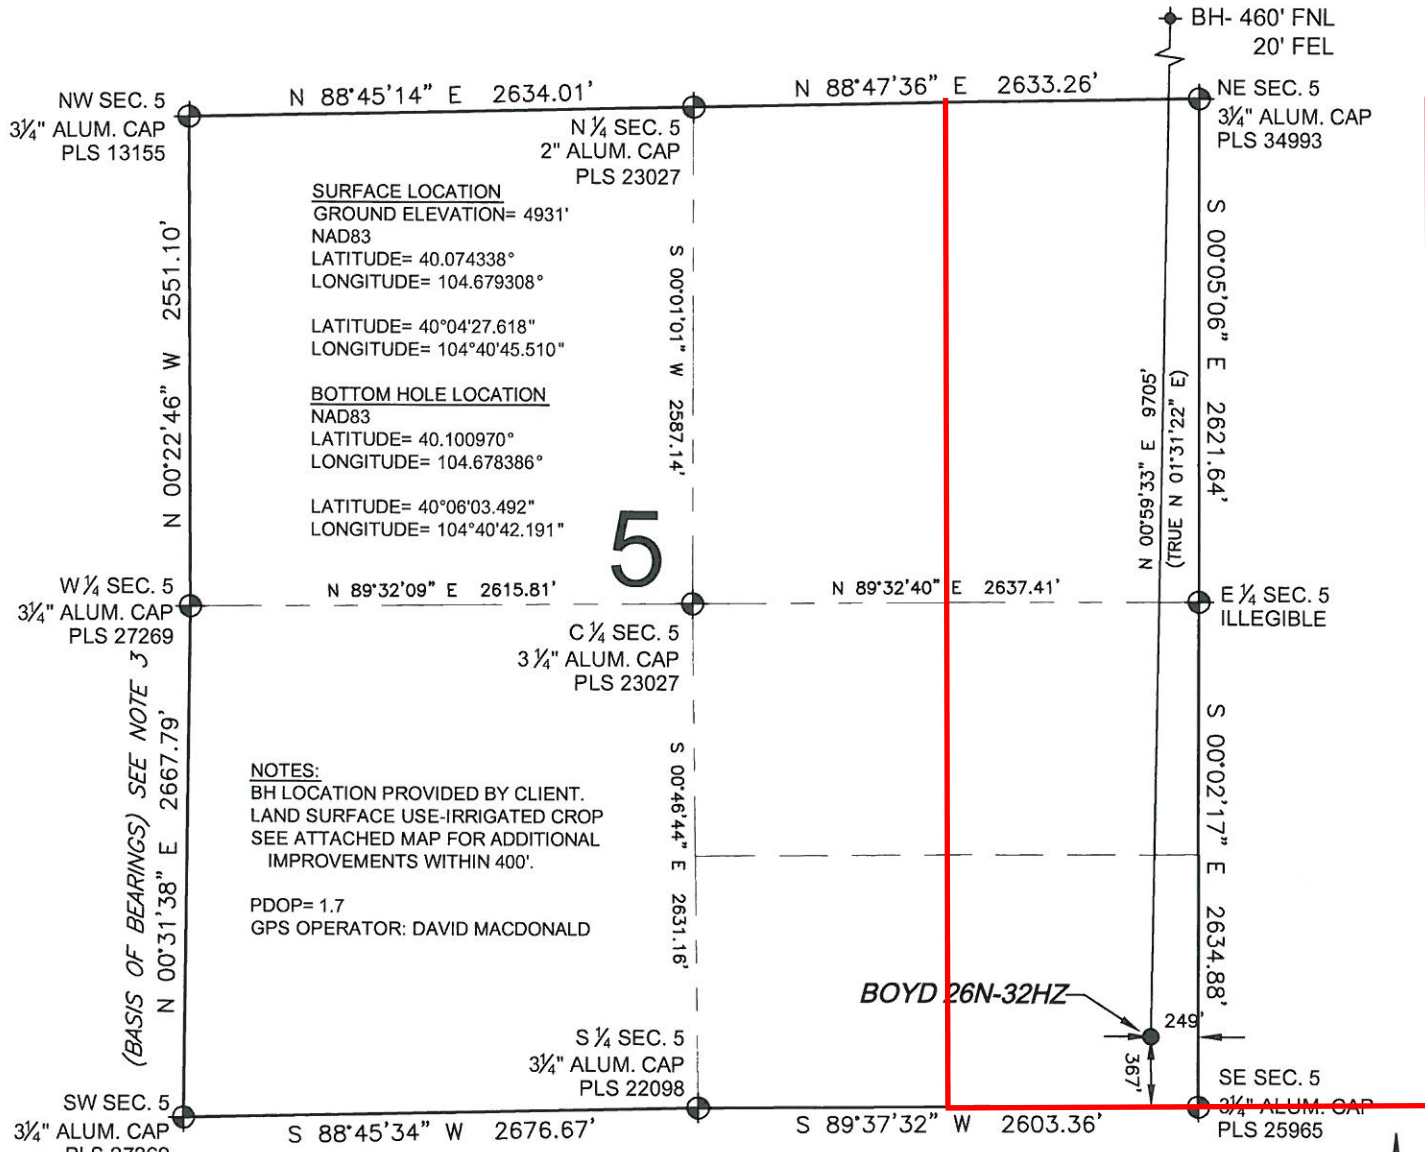 BH- 460' FNL
20' FEL
N 88°45'14" E 2634.01'
N 88°47'36" E 2633.26'
NW SEC. 5
3¼" ALUM. CAP
PLS 13155
N ¼ SEC. 5
2" ALUM. CAP
PLS 23027
NE SEC. 5
3¼" ALUM. CAP
PLS 34993
SURFACE LOCATION
GROUND ELEVATION= 4931'
NAD83
LATITUDE= 40.074338°
LONGITUDE= 104.679308°
LATITUDE= 40°04'27.618"
LONGITUDE= 104°40'45.510"
BOTTOM HOLE LOCATION
NAD83
LATITUDE= 40.100970°
LONGITUDE= 104.678386°
LATITUDE= 40°06'03.492"
LONGITUDE= 104°40'42.191"
N 00°22'46" W 2551.10'
S 00°01'01" W 2587.14'
N 00°59'33" E 9705'
(TRUE N 01°31'22" E)
S 00°05'06" E 2621.64'
5
W ¼ SEC. 5
3¼" ALUM. CAP
PLS 27269
N 89°32'09" E 2615.81'
N 89°32'40" E 2637.41'
E ¼ SEC. 5
ILLEGIBLE
C ¼ SEC. 5
3 ¼" ALUM. CAP
PLS 23027
(BASIS OF BEARINGS) SEE NOTE 3
N 00°31'38" E 2667.79'
NOTES:
BH LOCATION PROVIDED BY CLIENT.
LAND SURFACE USE-IRRIGATED CROP
SEE ATTACHED MAP FOR ADDITIONAL
IMPROVEMENTS WITHIN 400'.
PDOP= 1.7
GPS OPERATOR: DAVID MACDONALD
S 00°46'44" E 2631.16'
S 00°02'17" E 2634.88'
BOYD 26N-32HZ
249'
367'
S ¼ SEC. 5
3¼" ALUM. CAP
PLS 22098
SE SEC. 5
3¼" ALUM. CAP
PLS 25965
SW SEC. 5
3¼" ALUM. CAP
S 88°45'34" W 2676.67'
S 89°37'32" W 2603.36'